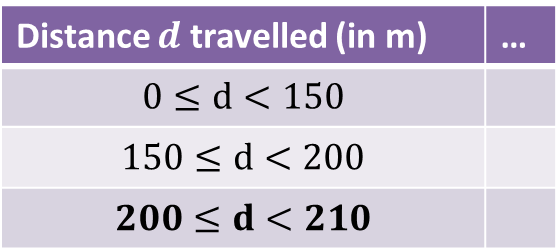 Distance d travelled (in m) ...
0 ≤ d < 150
150 ≤ d < 200
200 ≤ d < 210